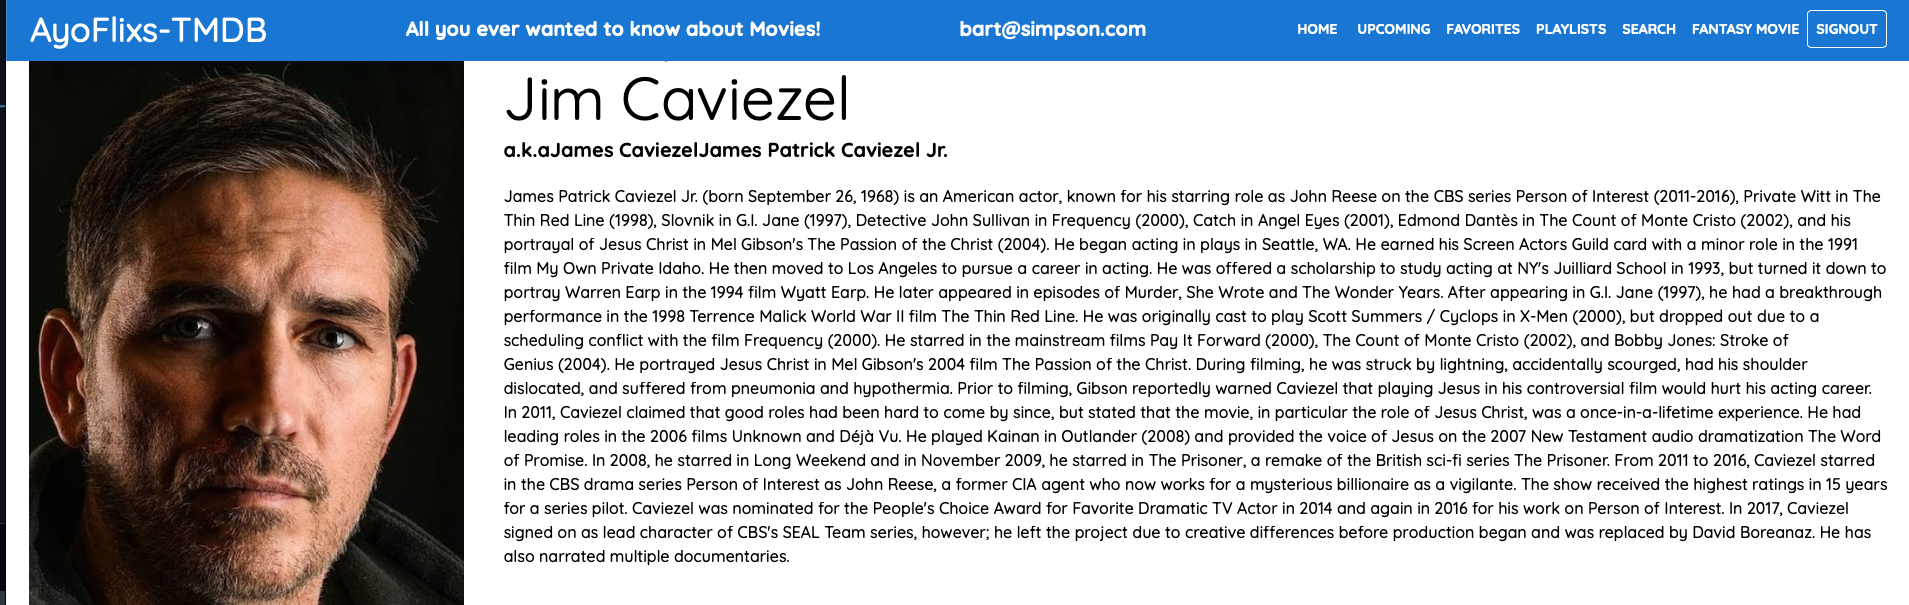 AyoFlixs-TMDB
All you ever wanted to know about Movies!
bart@simpson.com
HOME
UPCOMING
FAVORITES
PLAYLISTS
SEARCH
FANTASY MOVIE
SIGNOUT
Jim Caviezel
a.k.aJames CaviezelJames Patrick Caviezel Jr.
James Patrick Caviezel Jr. (born September 26, 1968) is an American actor, known for his starring role as John Reese on the CBS series Person of Interest (2011-2016), Private Witt in The
Thin Red Line (1998), Slovnik in G.I. Jane (1997), Detective John Sullivan in Frequency (2000), Catch in Angel Eyes (2001), Edmond Dantès in The Count of Monte Cristo (2002), and his
portrayal of Jesus Christ in Mel Gibson's The Passion of the Christ (2004). He began acting in plays in Seattle, WA. He earned his Screen Actors Guild card with a minor role in the 1991
film My Own Private Idaho. He then moved to Los Angeles to pursue a career in acting. He was offered a scholarship to study acting at NY's Juilliard School in 1993, but turned it down to
portray Warren Earp in the 1994 film Wyatt Earp. He later appeared in episodes of Murder, She Wrote and The Wonder Years. After appearing in G.I. Jane (1997), he had a breakthrough
performance in the 1998 Terrence Malick World War II film The Thin Red Line. He was originally cast to play Scott Summers / Cyclops in X-Men (2000), but dropped out due to a
scheduling conflict with the film Frequency (2000). He starred in the mainstream films Pay It Forward (2000), The Count of Monte Cristo (2002), and Bobby Jones: Stroke of
Genius (2004). He portrayed Jesus Christ in Mel Gibson's 2004 film The Passion of the Christ. During filming, he was struck by lightning, accidentally scourged, had his shoulder
dislocated, and suffered from pneumonia and hypothermia. Prior to filming, Gibson reportedly warned Caviezel that playing Jesus in his controversial film would hurt his acting career.
In 2011, Caviezel claimed that good roles had been hard to come by since, but stated that the movie, in particular the role of Jesus Christ, was a once-in-a-lifetime experience. He had
leading roles in the 2006 films Unknown and Déjà Vu. He played Kainan in Outlander (2008) and provided the voice of Jesus on the 2007 New Testament audio dramatization The Word
of Promise. In 2008, he starred in Long Weekend and in November 2009, he starred in The Prisoner, a remake of the British sci-fi series The Prisoner. From 2011 to 2016, Caviezel starred
in the CBS drama series Person of Interest as John Reese, a former CIA agent who now works for a mysterious billionaire as a vigilante. The show received the highest ratings in 15 years
for a series pilot. Caviezel was nominated for the People's Choice Award for Favorite Dramatic TV Actor in 2014 and again in 2016 for his work on Person of Interest. In 2017, Caviezel
signed on as lead character of CBS's SEAL Team series, however; he left the project due to creative differences before production began and was replaced by David Boreanaz. He has
also narrated multiple documentaries.